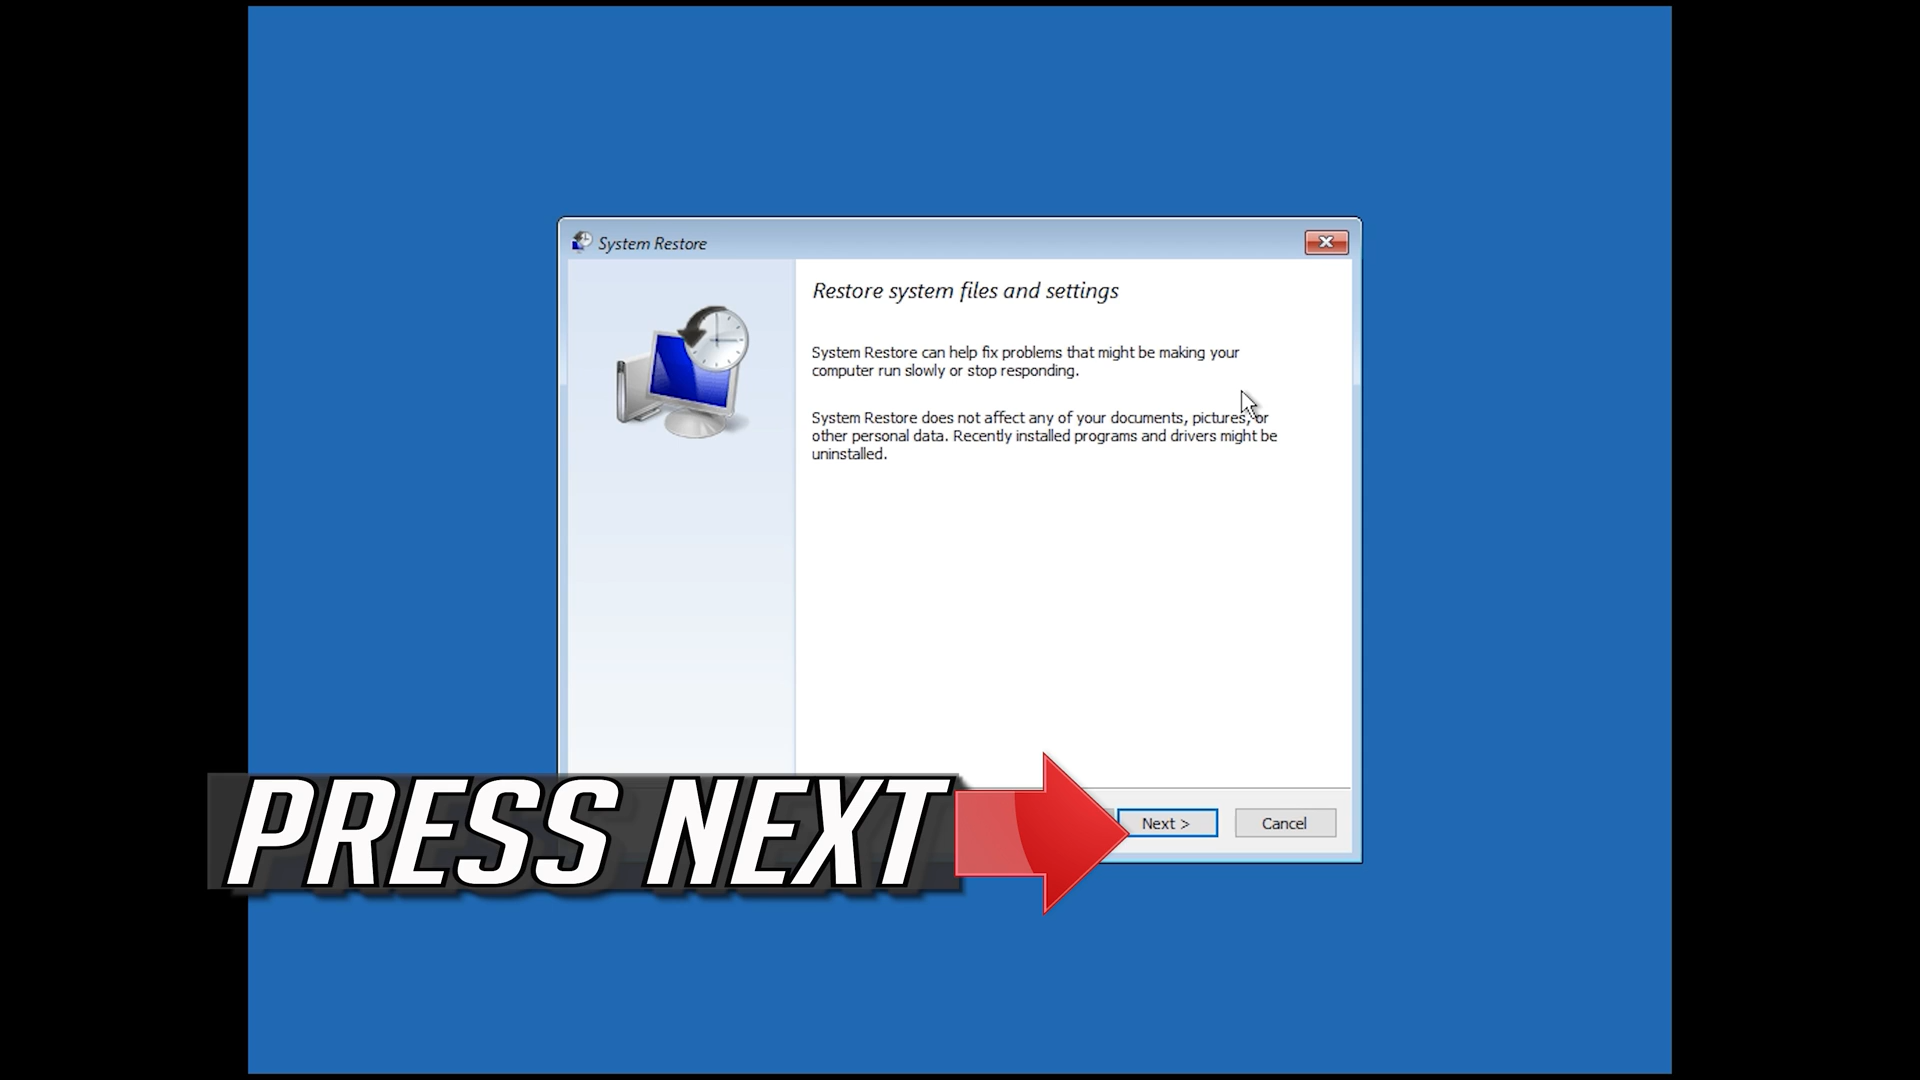 System Restore
Restore system files and settings
System Restore can help fix problems that might be making your
computer run slowly or stop responding.
System Restore does not affect any of your documents, pictures, or
other personal data. Recently installed programs and drivers might be
uninstalled.
PRESS NEXT
Next >
Cancel